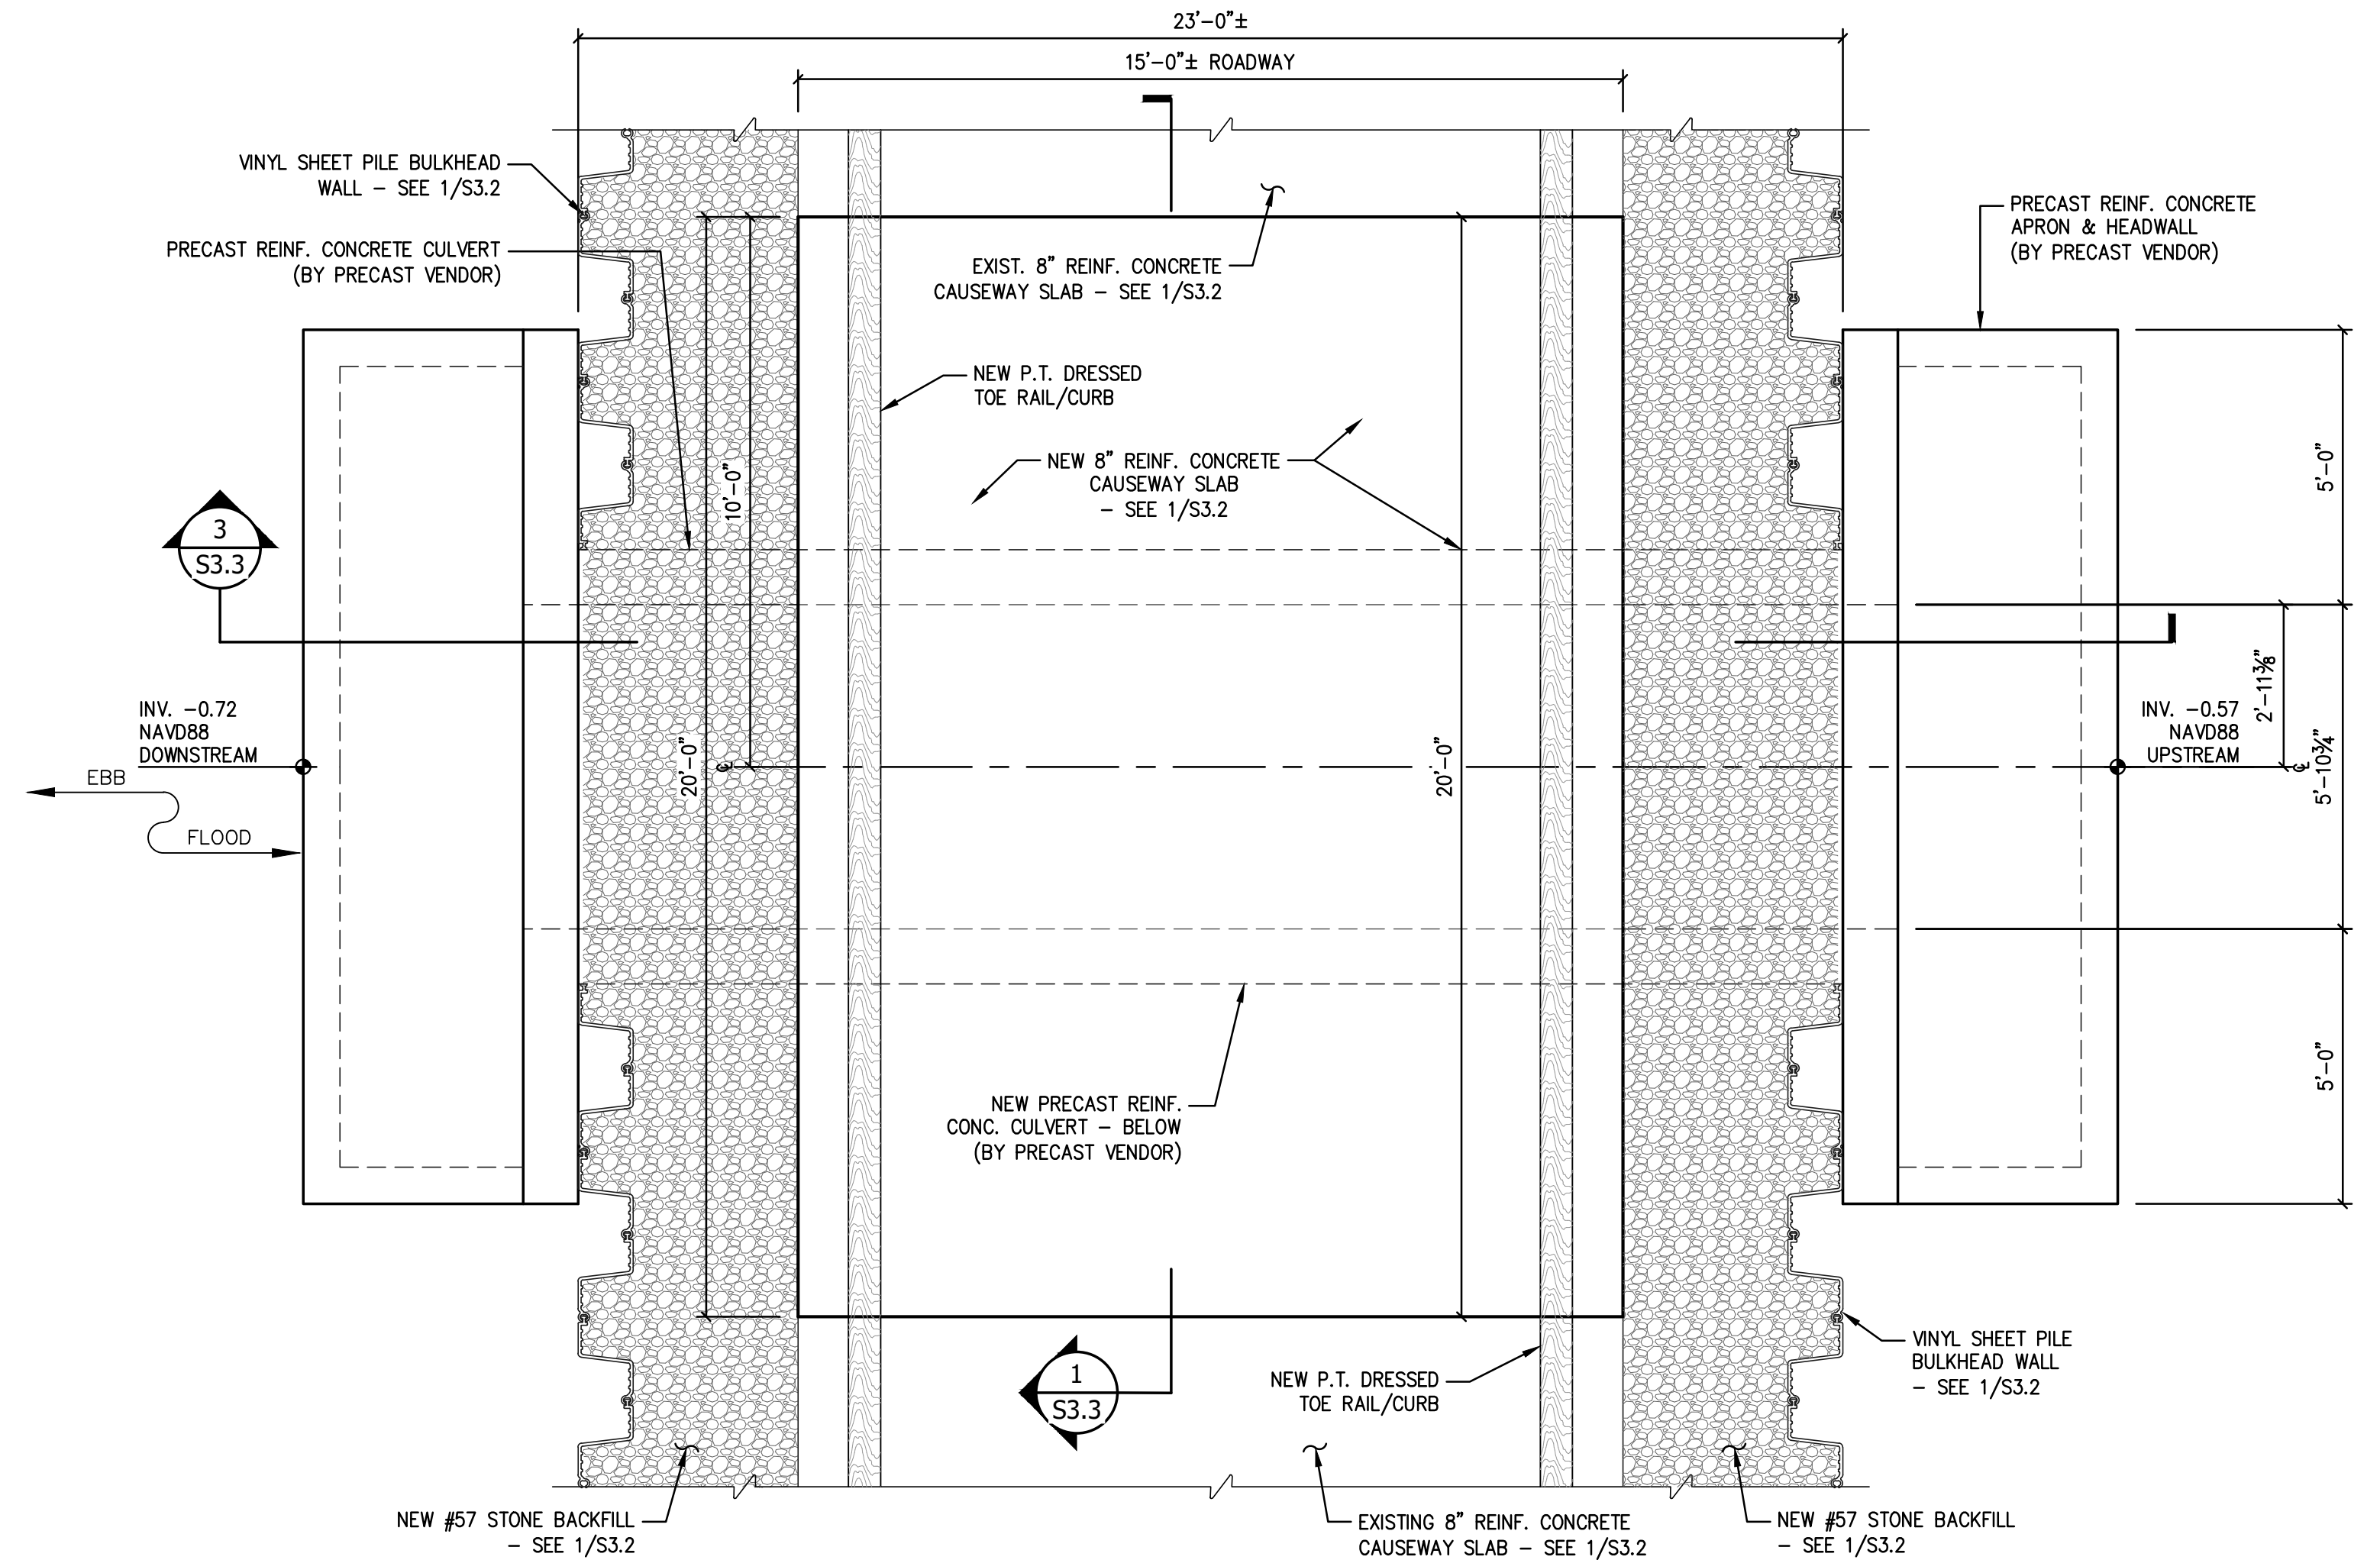 23'-0"±
15'-0"± ROADWAY
VINYL SHEET PILE BULKHEAD
WALL - SEE 1/S3.2
PRECAST REINF. CONCRETE CULVERT
(BY PRECAST VENDOR)
EXIST. 8" REINF. CONCRETE
CAUSEWAY SLAB - SEE 1/S3.2
PRECAST REINF. CONCRETE
APRON & HEADWALL
(BY PRECAST VENDOR)
NEW P.T. DRESSED
TOE RAIL/CURB
NEW 8" REINF. CONCRETE
CAUSEWAY SLAB
- SEE 1/S3.2
10'-0"
5'-0"
3
S3.3
2'-11⅜"
INV. -0.72
NAVD88
DOWNSTREAM
INV. -0.57
NAVD88
UPSTREAM
20'-0"
20'-0"
5'-10¾"
℄
℄
EBB
FLOOD
5'-0"
NEW PRECAST REINF.
CONC. CULVERT - BELOW
(BY PRECAST VENDOR)
1
S3.3
NEW P.T. DRESSED
TOE RAIL/CURB
VINYL SHEET PILE
BULKHEAD WALL
- SEE 1/S3.2
NEW #57 STONE BACKFILL
- SEE 1/S3.2
EXISTING 8" REINF. CONCRETE
CAUSEWAY SLAB - SEE 1/S3.2
NEW #57 STONE BACKFILL
- SEE 1/S3.2